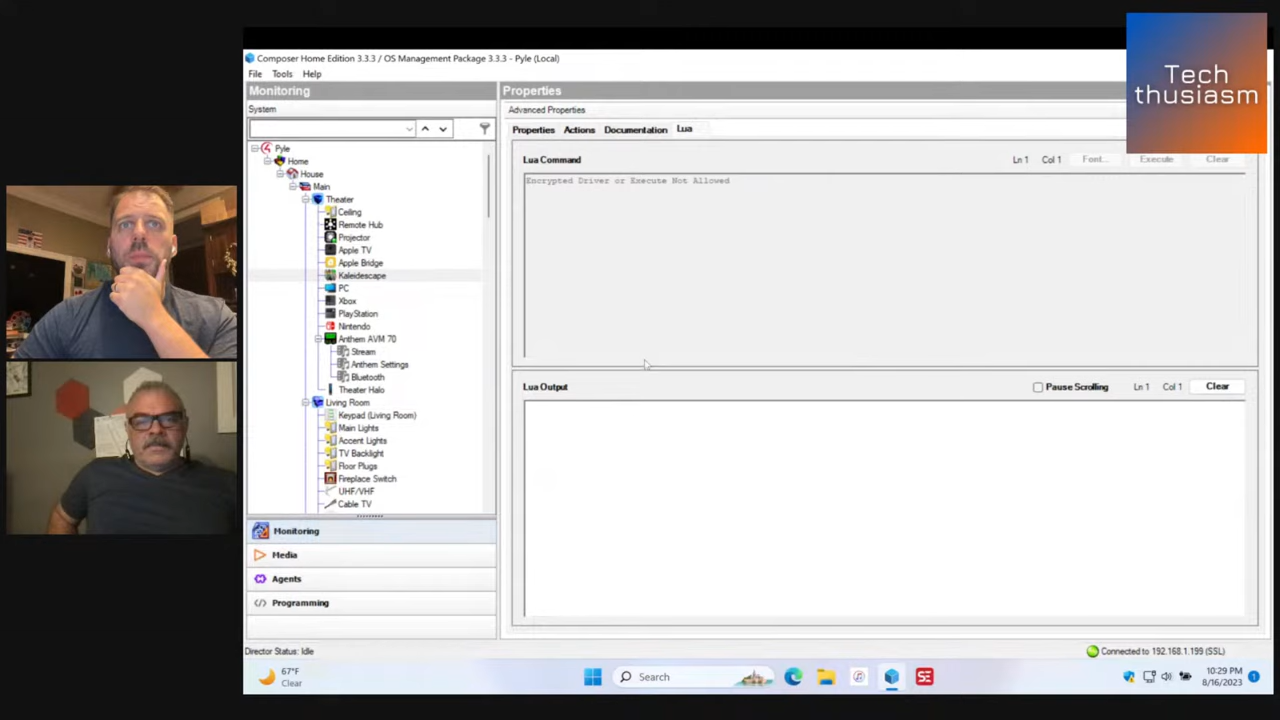 Composer Home Edition 3.3.3 / OS Management Package 3.3.3 - Pyle (Local)
File Tools Help
Monitoring
System
Pyle
Home
House
Main
Theater
Ceiling
Remote Hub
Projector
Apple TV
Apple Bridge
Kaleidescape
PC
Xbox
PlayStation
Nintendo
Anthem AVM 70
Stream
Anthem Settings
Bluetooth
Theater Halo
Living Room
Keypad (Living Room)
Main Lights
Accent Lights
TV Backlight
Floor Plugs
Fireplace Switch
UHF/VHF
Cable TV
Monitoring
Media
Agents
Programming
Properties
Advanced Properties
Properties Actions Documentation Lua
Lua Command Ln 1 Col 1 Font... Execute Clear
Encrypted Driver or Execute Not Allowed
Lua Output Pause Scrolling Ln 1 Col 1 Clear
Tech
thusiasm
Director Status: Idle
Connected to 192.168.1.199 (SSL)
67°F
Clear
Search
SE
10:29 PM
8/16/2023
1